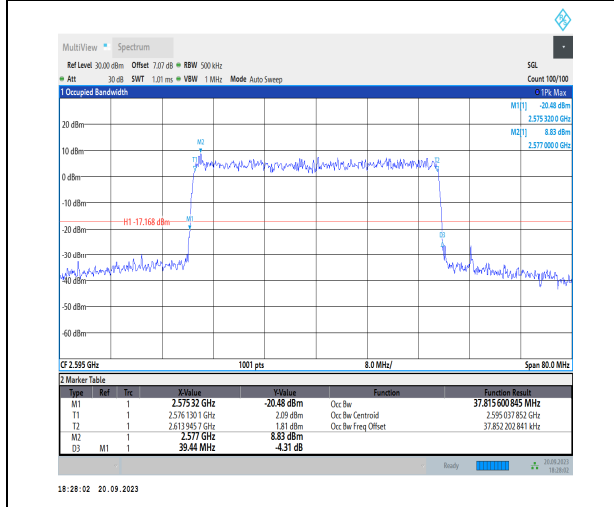 MultiView Spectrum
Ref Level 30.00 dBm Offset 7.07 dB RBW 500 kHz SGL
Att 30 dB SWT 1.01 ms VBW 1 MHz Mode Auto Sweep Count 100/100
1 Occupied Bandwidth 1Pk Max
M1[1] -20.48 dBm
2.575 320 0 GHz
M2[1] 8.83 dBm
2.577 000 0 GHz
20 dBm
M2
10 dBm
T1 T2
0 dBm
-10 dBm
H1 -17.168 dBm M1
-20 dBm
D3
-30 dBm
-40 dBm
-50 dBm
-60 dBm
CF 2.595 GHz 1001 pts 8.0 MHz/ Span 80.0 MHz
2 Marker Table
Type Ref Trc X-Value Y-Value Function Function Result
M1 1 2.57532 GHz -20.48 dBm Occ Bw 37.815 600 845 MHz
T1 1 2.576 130 1 GHz 2.09 dBm Occ Bw Centroid 2.595 037 852 GHz
T2 1 2.613 945 7 GHz 1.81 dBm Occ Bw Freq Offset 37.852 202 841 kHz
M2 1 2.577 GHz 8.83 dBm
D3 M1 1 39.44 MHz -4.31 dB
Ready 20.09.2023
18:28:02
18:28:02 20.09.2023